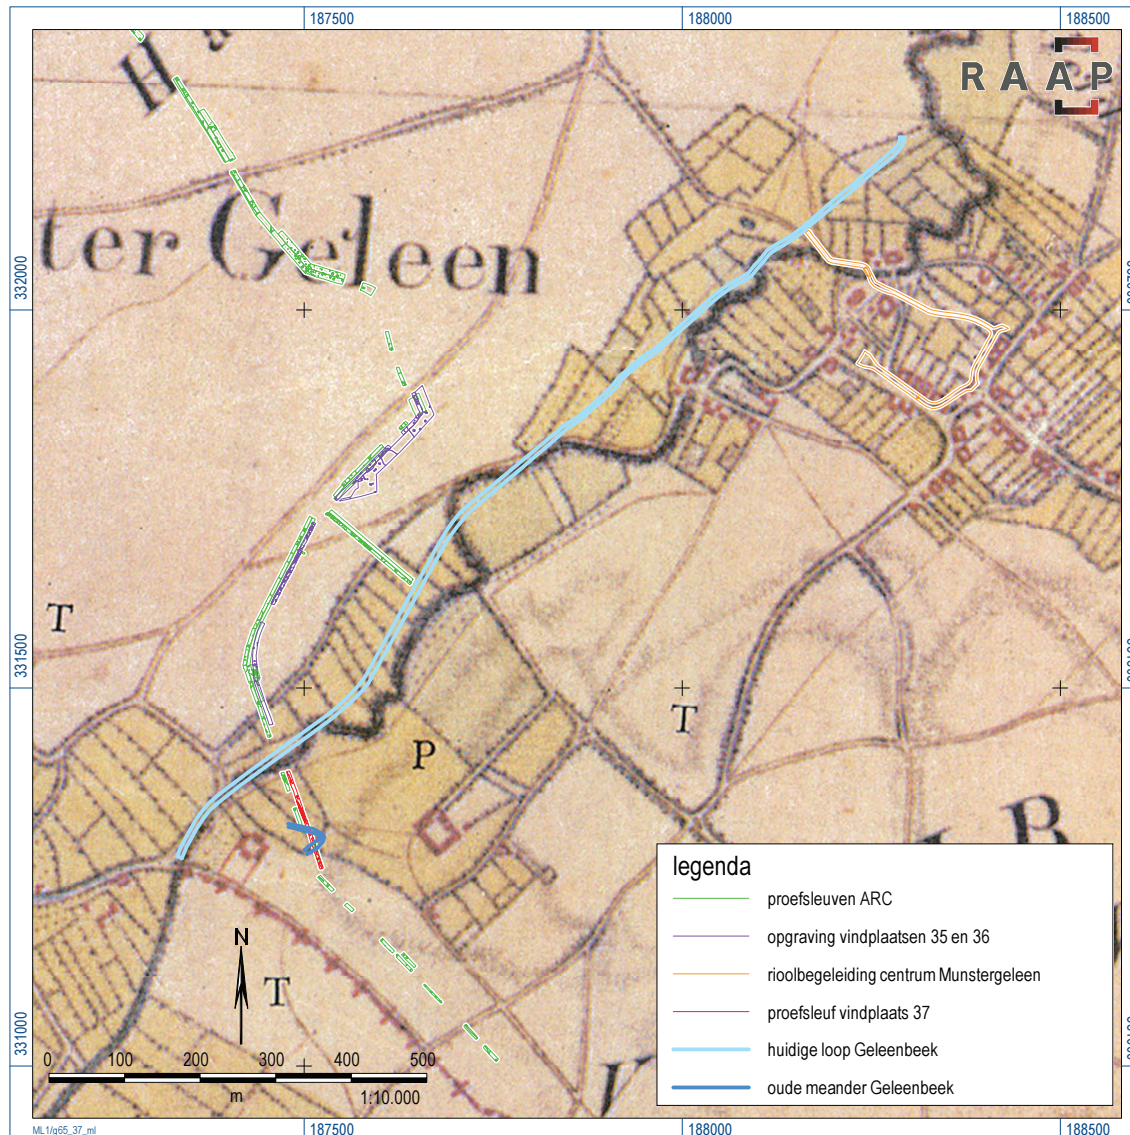 187500 188000 188500
RAAP
H
ter Geleen
332000
T
331500
T
P
R
legenda
proefsleuven ARC
opgraving vindplaatsen 35 en 36
rioolbegeleiding centrum Munstergeleen
proefsleuf vindplaats 37
huidige loop Geleenbeek
oude meander Geleenbeek
N
T
331000
0 100 200 300 400 500
m 1:10.000
V
ML1/g65_37_ml
187500 188000 188500